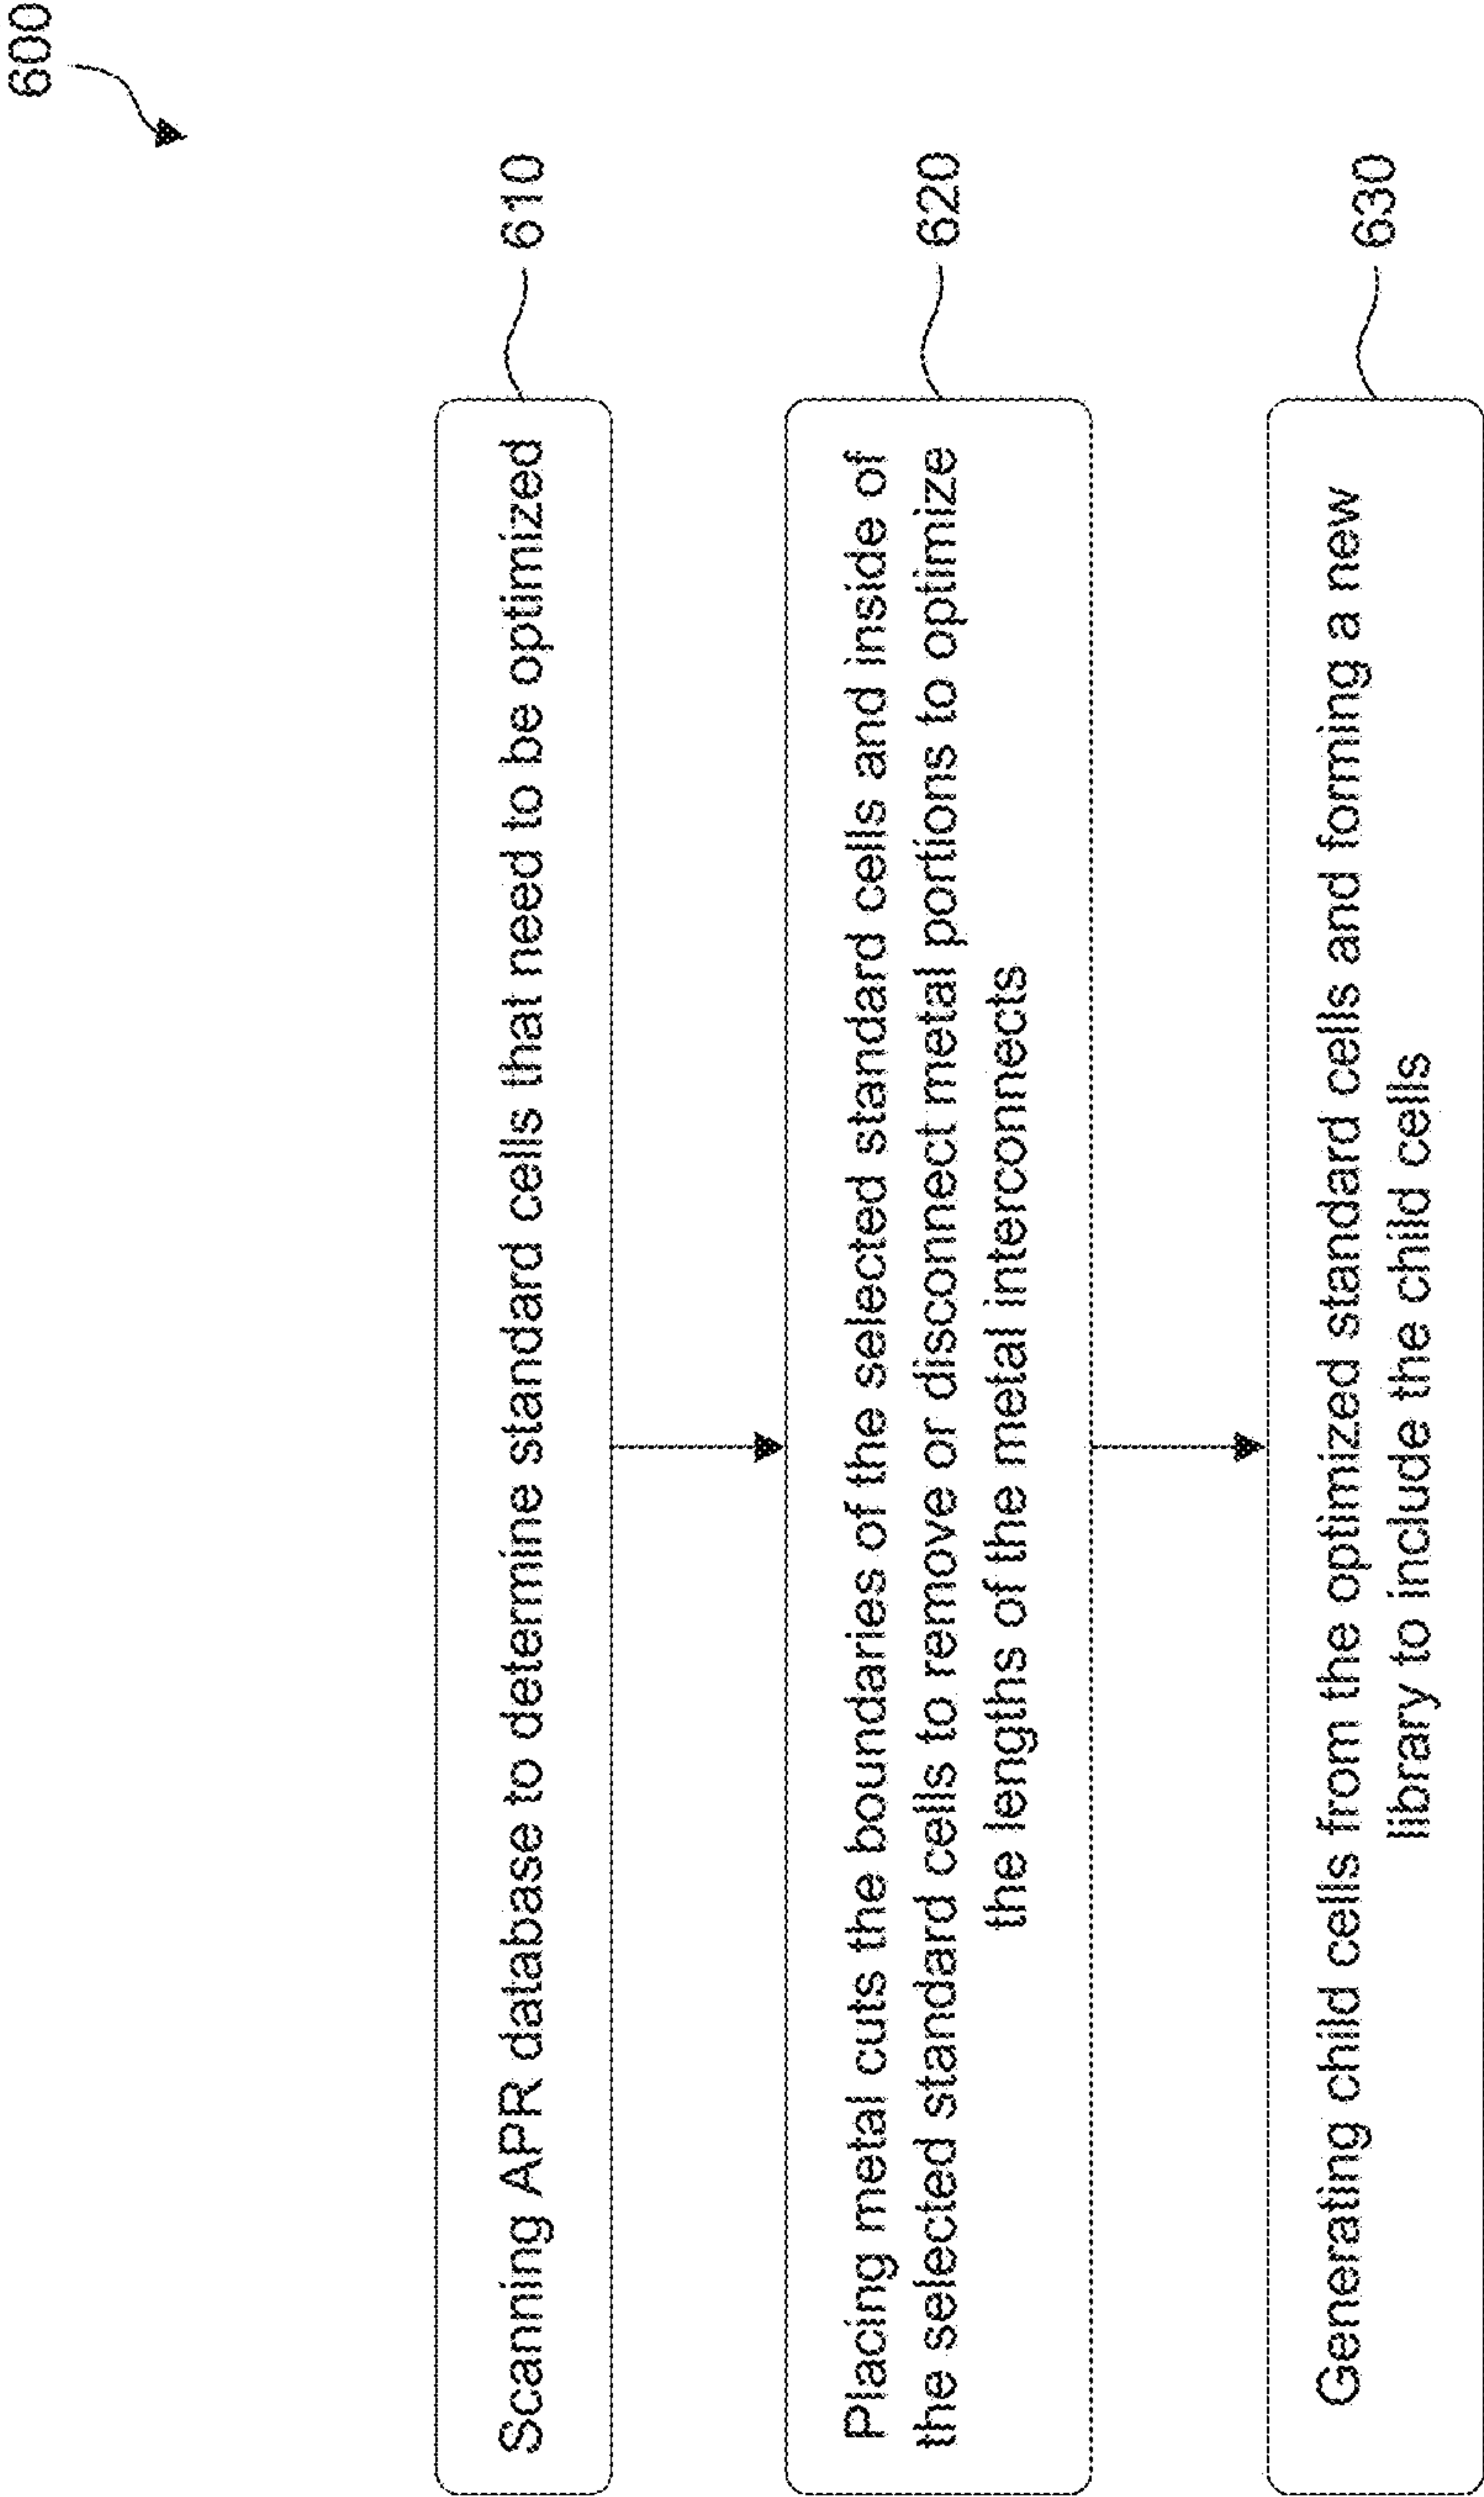 600
Scanning APR database to determine standard cells that need to be optimized
610
Placing metal cuts the boundaries of the selected standard cells and inside of
the selected standard cells to remove or disconnect metal portions to optimize
the lengths of the metal interconnects
620
Generating child cells from the optimized standard cells and forming a new
library to include the child cells
630